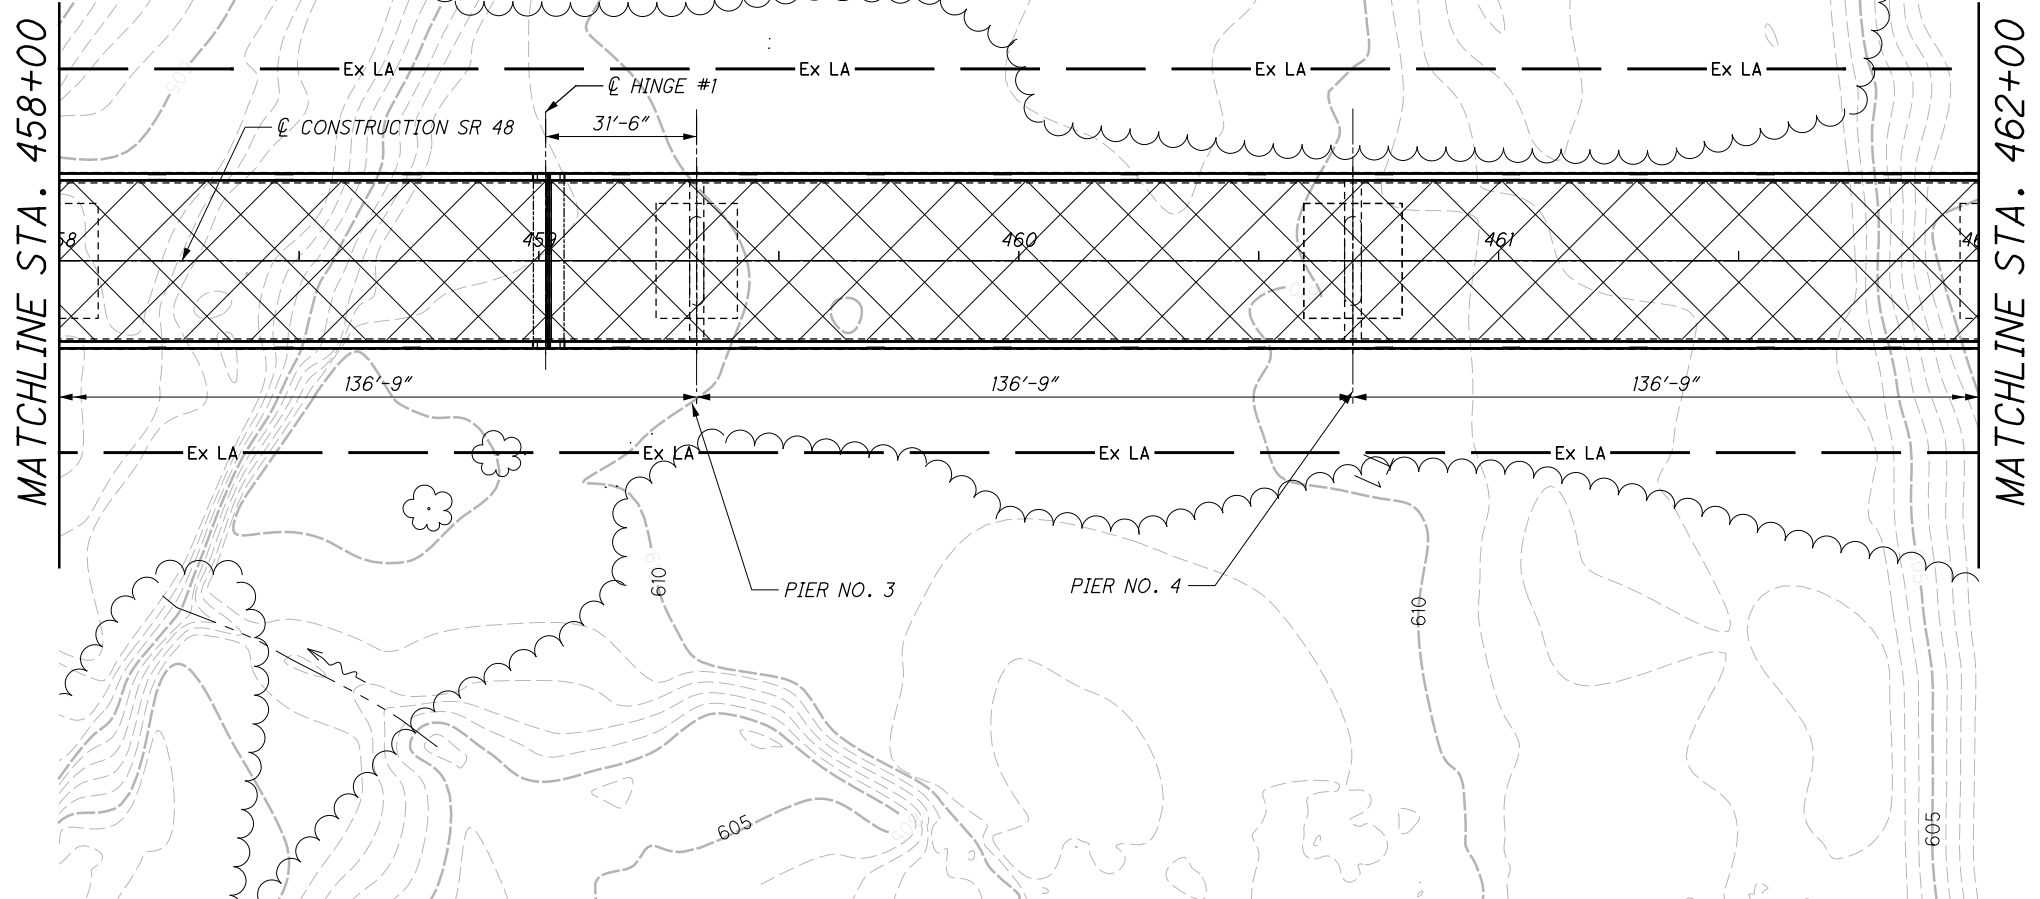 MATCHLINE STA. 458+00
MATCHLINE STA. 462+00
Ex LA
Ex LA
Ex LA
Ex LA
℄ HINGE #1
31'-6"
℄ CONSTRUCTION SR 48
459
460
461
136'-9"
136'-9"
136'-9"
Ex LA
Ex LA
Ex LA
Ex LA
610
PIER NO. 3
PIER NO. 4
610
605
605